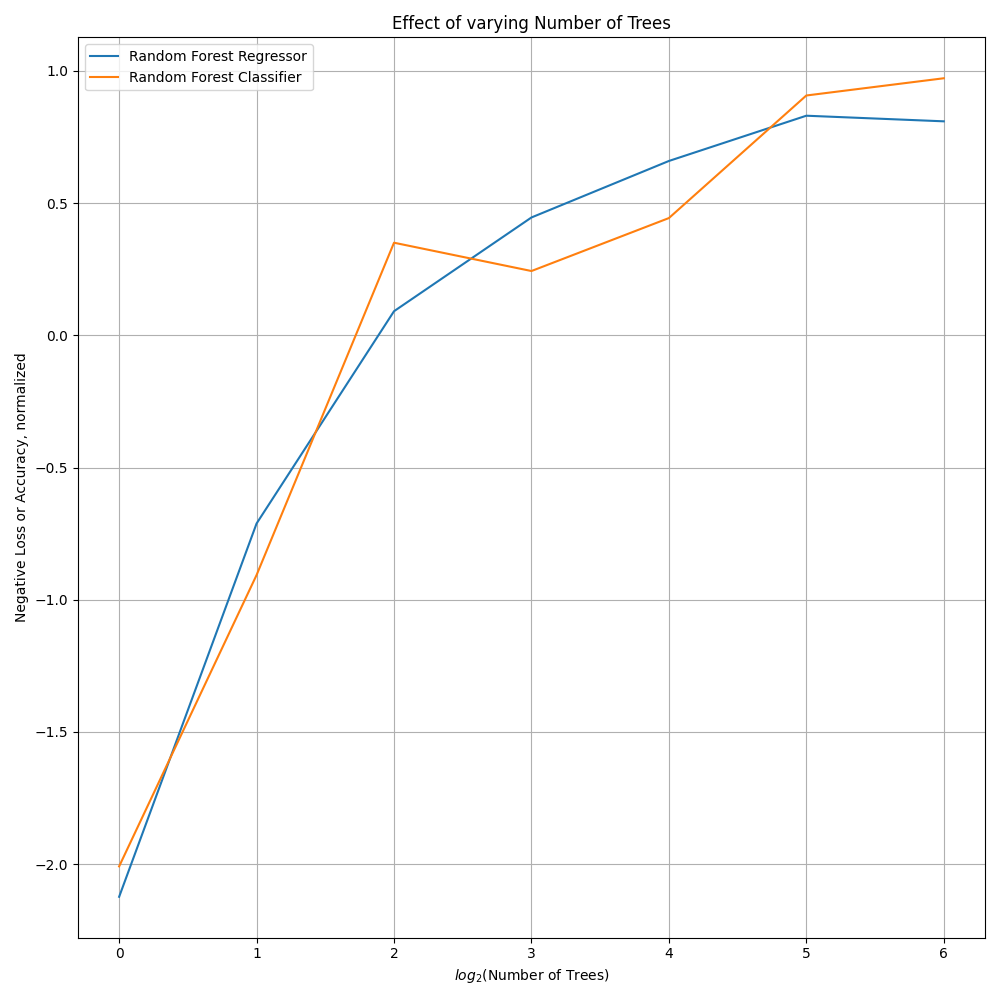 Effect of varying Number of Trees
Random Forest Regressor
Random Forest Classifier
Negative Loss or Accuracy, normalized
1.0
0.5
0.0
−0.5
−1.0
−1.5
−2.0
0 1 2 3 4 5 6
log₂(Number of Trees)